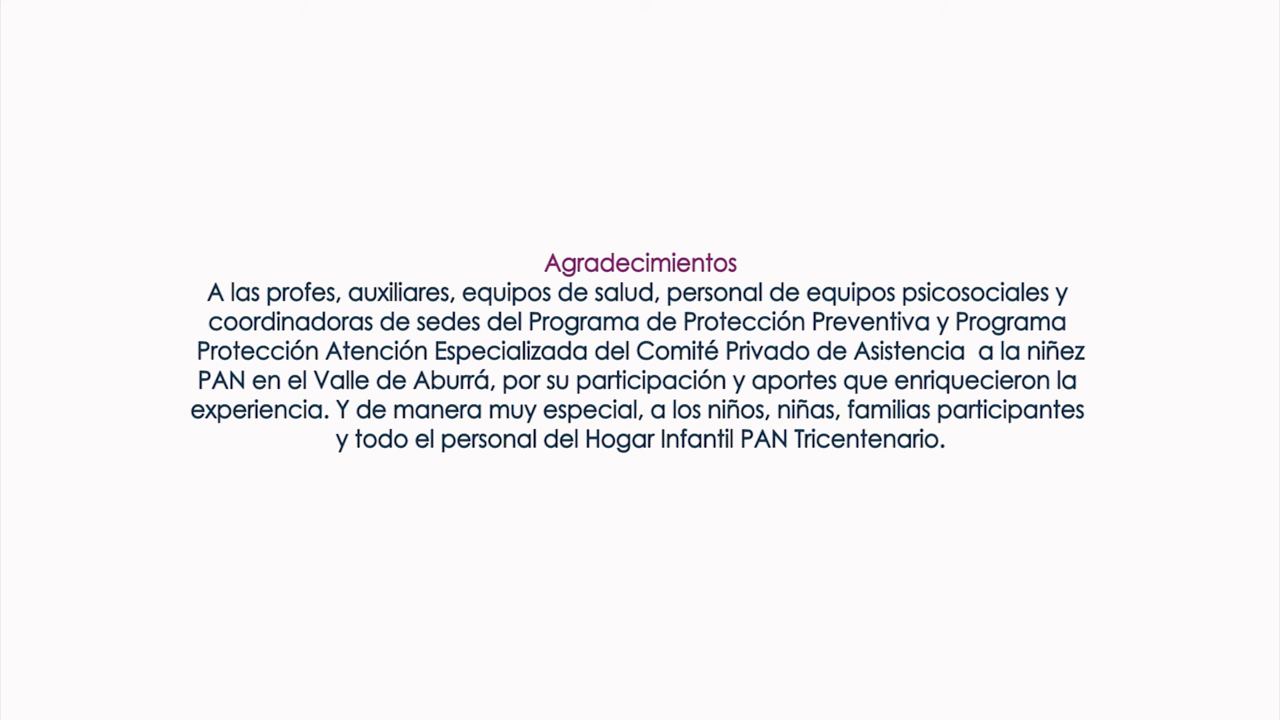 Agradecimientos
A las profes, auxiliares, equipos de salud, personal de equipos psicosociales y
coordinadoras de sedes del Programa de Protección Preventiva y Programa
Protección Atención Especializada del Comité Privado de Asistencia  a la niñez
PAN en el Valle de Aburrá, por su participación y aportes que enriquecieron la
experiencia. Y de manera muy especial, a los niños, niñas, familias participantes
y todo el personal del Hogar Infantil PAN Tricentenario.